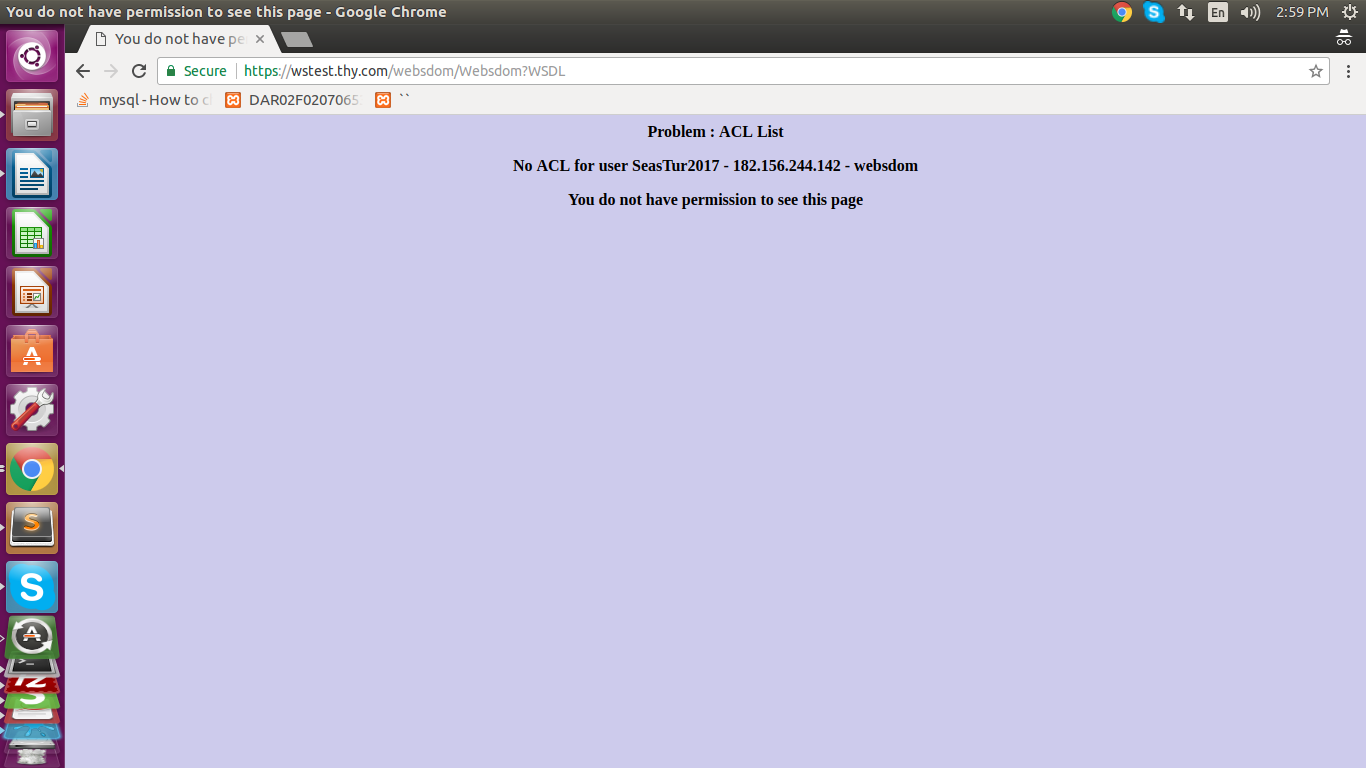 You do not have permission to see this page - Google Chrome
En
2:59 PM
You do not have pe
Secure
https://wstest.thy.com/websdom/Websdom?WSDL
mysql - How to c
DAR02F0207065
``
Problem : ACL List
No ACL for user SeasTur2017 - 182.156.244.142 - websdom
You do not have permission to see this page